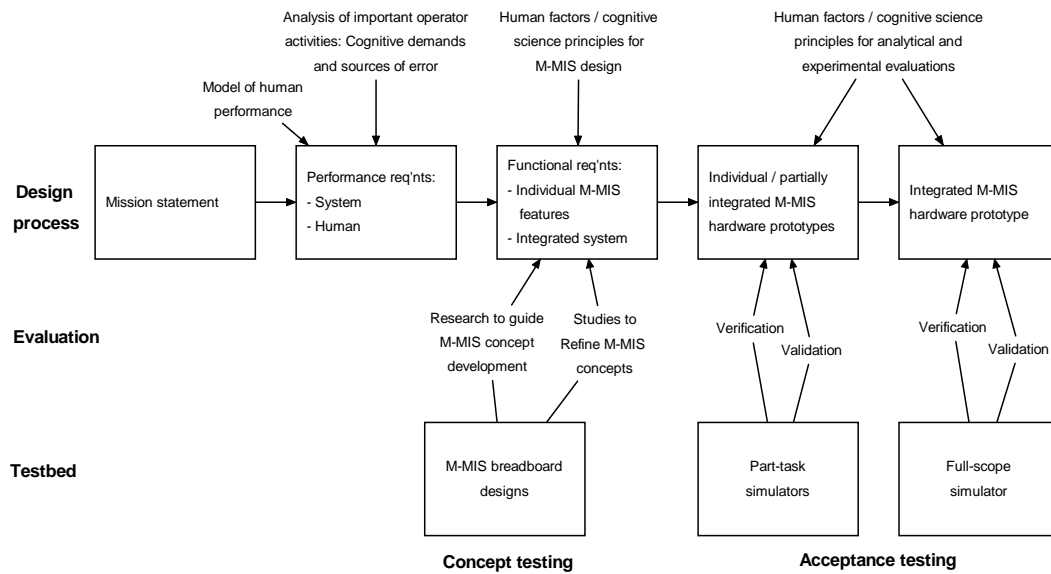 Analysis of important operator
activities: Cognitive demands
and sources of error
Human factors / cognitive
science principles for
M-MIS design
Human factors / cognitive science
principles for analytical and
experimental evaluations
Model of human
performance
Design
process
Mission statement
Performance req'nts:
- System
- Human
Functional req'nts:
- Individual M-MIS
features
- Integrated system
Individual / partially
integrated M-MIS
hardware prototypes
Integrated M-MIS
hardware prototype
Evaluation
Research to guide
M-MIS concept
development
Studies to
Refine M-MIS
concepts
Verification
Validation
Verification
Validation
Testbed
M-MIS breadboard
designs
Part-task
simulators
Full-scope
simulator
Concept testing
Acceptance testing